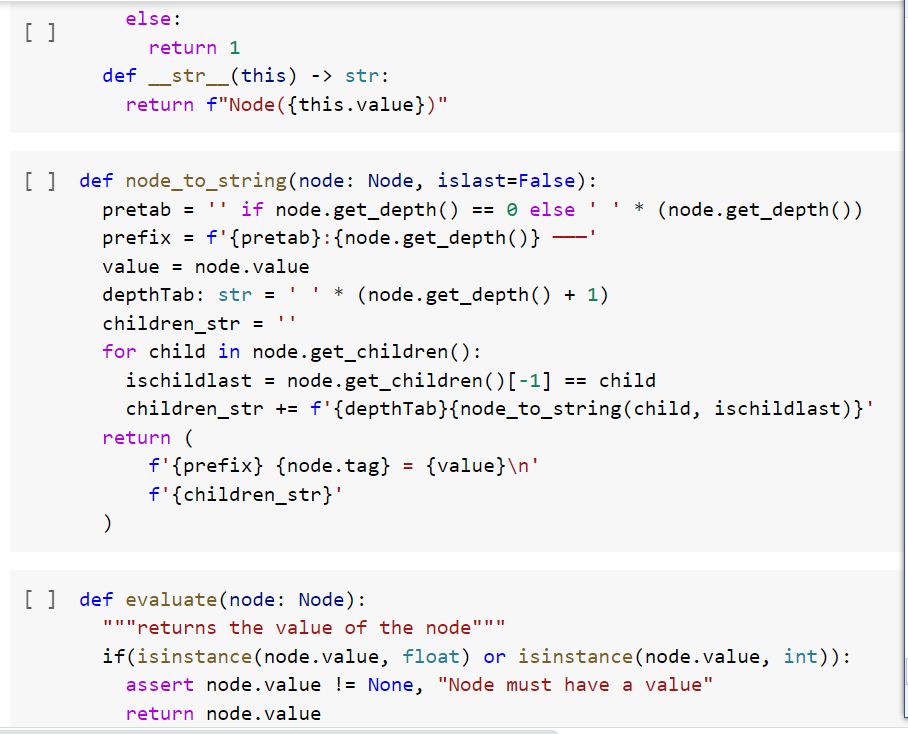 [ ]
    else:
      return 1
  def __str__(this) -> str:
    return f"Node({this.value})"
[ ] def node_to_string(node: Node, islast=False):
  pretab = '' if node.get_depth() == 0 else ' ' * (node.get_depth())
  prefix = f'{pretab}:{node.get_depth()} ───'
  value = node.value
  depthTab: str = ' ' * (node.get_depth() + 1)
  children_str = ''
  for child in node.get_children():
    ischildlast = node.get_children()[-1] == child
    children_str += f'{depthTab}{node_to_string(child, ischildlast)}'
  return (
      f'{prefix} {node.tag} = {value}\n'
      f'{children_str}'
  )
[ ] def evaluate(node: Node):
  """returns the value of the node"""
  if(isinstance(node.value, float) or isinstance(node.value, int)):
    assert node.value != None, "Node must have a value"
    return node.value